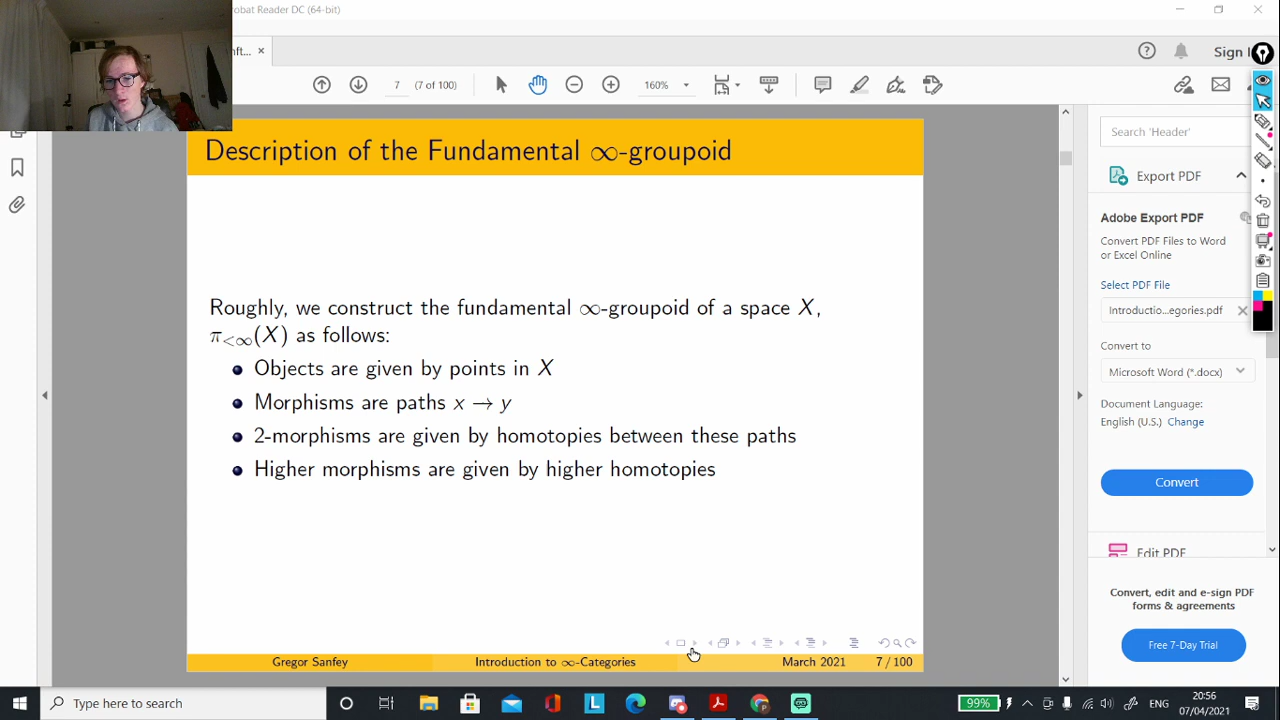 robat Reader DC (64-bit)
nft...
Sign I
7 (7 of 100)
160%
Description of the Fundamental ∞-groupoid
Roughly, we construct the fundamental ∞-groupoid of a space X,
π<∞(X) as follows:
Objects are given by points in X
Morphisms are paths x → y
2-morphisms are given by homotopies between these paths
Higher morphisms are given by higher homotopies
Gregor Sanfey
Introduction to ∞-Categories
March 2021
7 / 100
Search 'Header'
Export PDF
Adobe Export PDF
Convert PDF Files to Word
or Excel Online
Select PDF File
Introductio...egories.pdf
Convert to
Microsoft Word (*.docx)
Document Language:
English (U.S.) Change
Convert
Edit PDF
Convert, edit and e-sign PDF
forms & agreements
Free 7-Day Trial
Type here to search
99%
ENG
20:56
07/04/2021